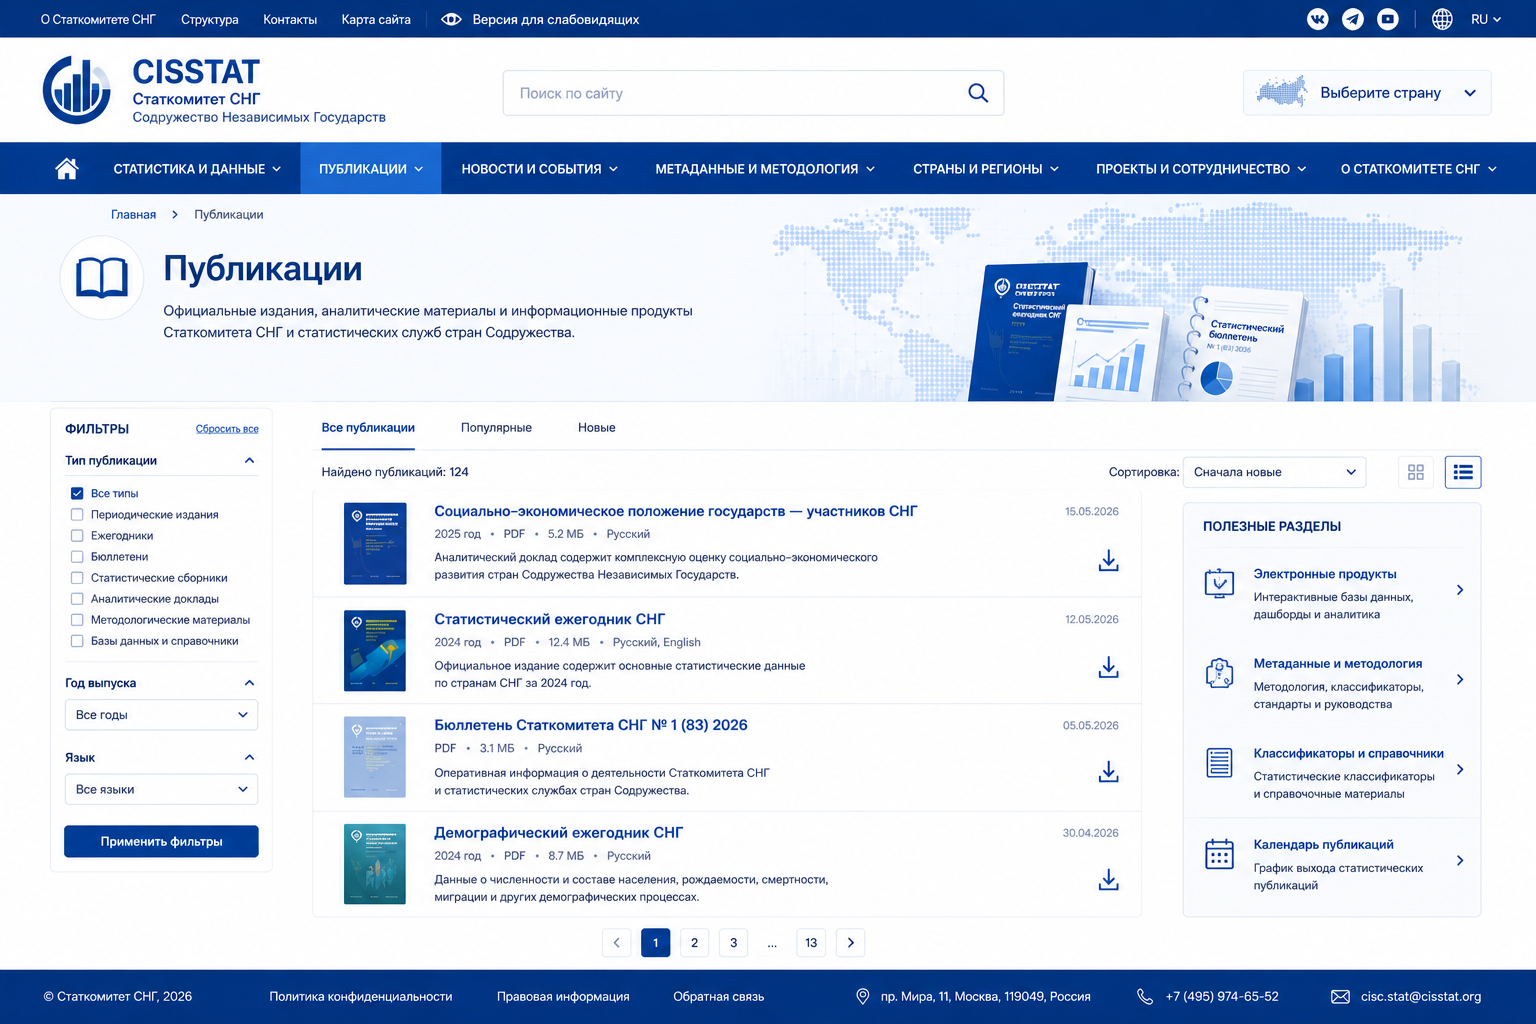 О Статкомитете СНГ
Структура
Контакты
Карта сайта
Версия для слабовидящих
RU
CISSTAT
Статкомитет СНГ
Содружество Независимых Государств
Поиск по сайту
Выберите страну
СТАТИСТИКА И ДАННЫЕ
ПУБЛИКАЦИИ
НОВОСТИ И СОБЫТИЯ
МЕТАДАННЫЕ И МЕТОДОЛОГИЯ
СТРАНЫ И РЕГИОНЫ
ПРОЕКТЫ И СОТРУДНИЧЕСТВО
О СТАТКОМИТЕТЕ СНГ
Главная
Публикации
Публикации
Официальные издания, аналитические материалы и информационные продукты
Статкомитета СНГ и статистических служб стран Содружества.
Статистический
бюллетень
ФИЛЬТРЫ
Сбросить все
Тип публикации
Все типы
Периодические издания
Ежегодники
Бюллетени
Статистические сборники
Аналитические доклады
Методологические материалы
Базы данных и справочники
Год выпуска
Все годы
Язык
Все языки
Применить фильтры
Все публикации
Популярные
Новые
Найдено публикаций: 124
Сортировка:
Сначала новые
Социально-экономическое положение государств — участников СНГ
15.05.2026
2025 год • PDF • 5.2 МБ • Русский
Аналитический доклад содержит комплексную оценку социально-экономического
развития стран Содружества Независимых Государств.
Статистический ежегодник СНГ
12.05.2026
2024 год • PDF • 12.4 МБ • Русский, English
Официальное издание содержит основные статистические данные
по странам СНГ за 2024 год.
Бюллетень Статкомитета СНГ № 1 (83) 2026
05.05.2026
PDF • 3.1 МБ • Русский
Оперативная информация о деятельности Статкомитета СНГ
и статистических службах стран Содружества.
Демографический ежегодник СНГ
30.04.2026
2024 год • PDF • 8.7 МБ • Русский
Данные о численности и составе населения, рождаемости, смертности,
миграции и других демографических процессах.
ПОЛЕЗНЫЕ РАЗДЕЛЫ
Электронные продукты
Интерактивные базы данных,
дашборды и аналитика
Метаданные и методология
Методология, классификаторы,
стандарты и руководства
Классификаторы и справочники
Статистические классификаторы
и справочные материалы
Календарь публикаций
График выхода статистических
публикаций
1
2
3
...
13
© Статкомитет СНГ, 2026
Политика конфиденциальности
Правовая информация
Обратная связь
пр. Мира, 11, Москва, 119049, Россия
+7 (495) 974-65-52
cisc.stat@cisstat.org